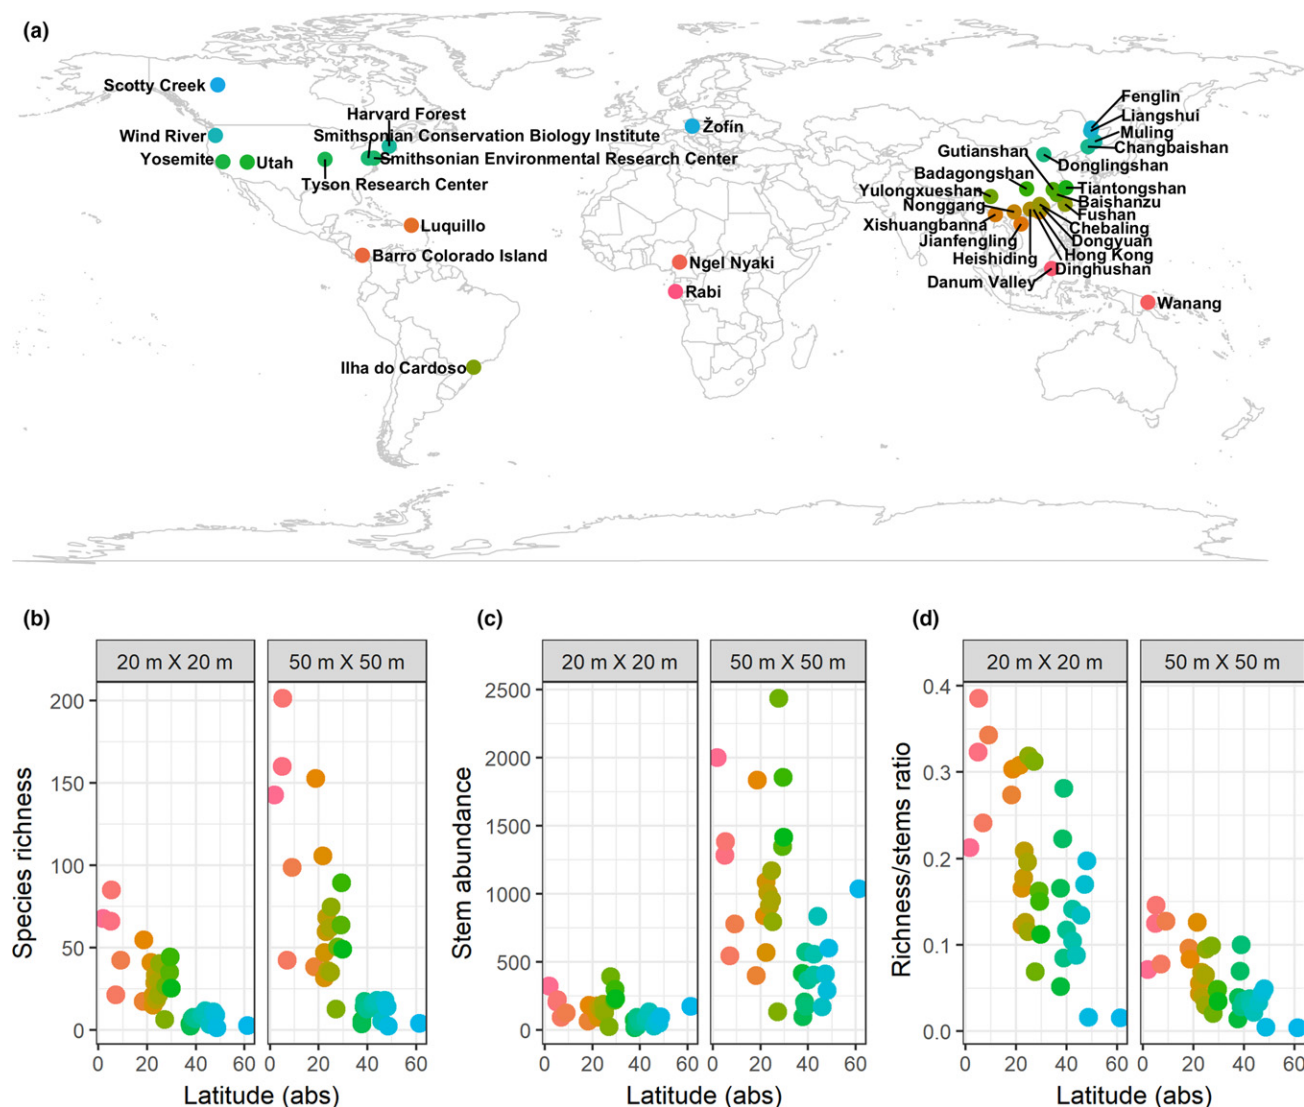 (a)
Scotty Creek
Harvard Forest
Wind River
Smithsonian Conservation Biology Institute
Yosemite
Utah
Smithsonian Environmental Research Center
Tyson Research Center
Luquillo
Barro Colorado Island
Ilha do Cardoso
Žofín
Ngel Nyaki
Rabi
Fenglin
Liangshui
Muling
Changbaishan
Gutianshan
Donglingshan
Badagongshan
Tiantongshan
Yulongxueshan
Baishanzu
Nonggang
Fushan
Xishuangbanna
Chebaling
Jianfengling
Dongyuan
Heishiding
Hong Kong
Danum Valley
Dinghushan
Wanang
(b)
20 m X 20 m
50 m X 50 m
Species richness
200
150
100
50
0
0 20 40 60
0 20 40 60
Latitude (abs)
(c)
20 m X 20 m
50 m X 50 m
Stem abundance
2500
2000
1500
1000
500
0
0 20 40 60
0 20 40 60
Latitude (abs)
(d)
20 m X 20 m
50 m X 50 m
Richness/stems ratio
0.4
0.3
0.2
0.1
0.0
0 20 40 60
0 20 40 60
Latitude (abs)